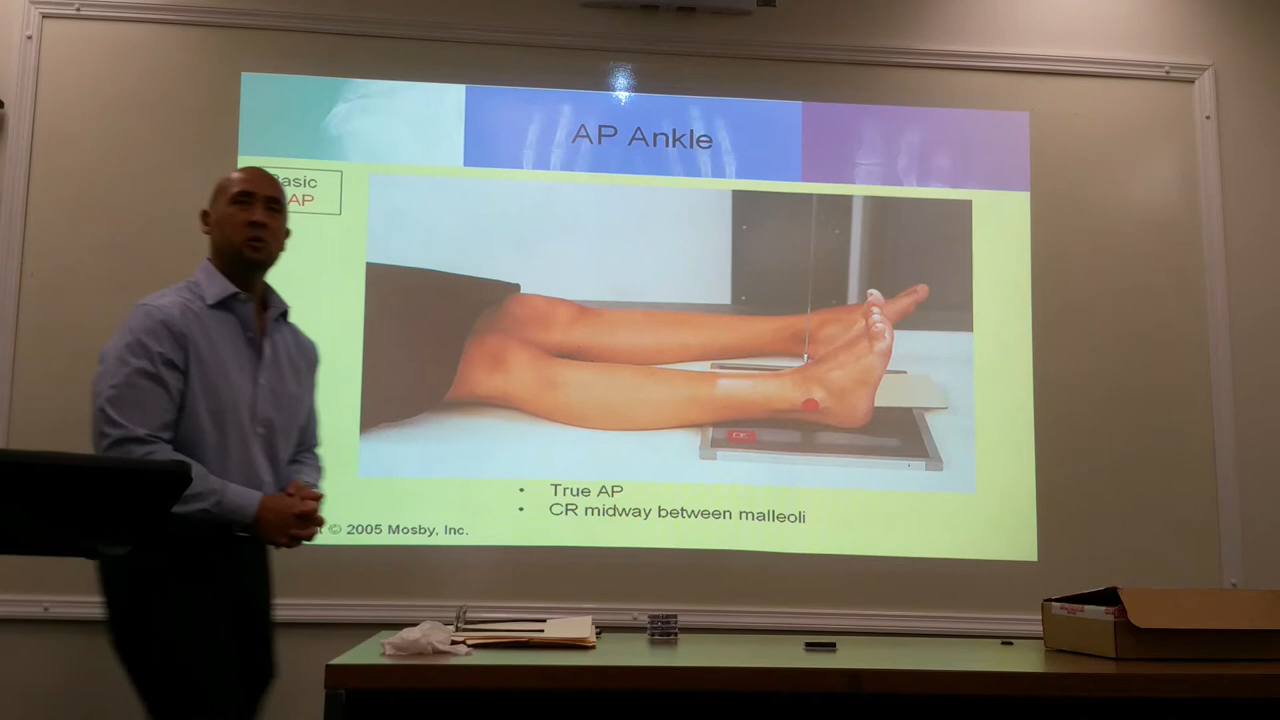 AP Ankle
Basic
AP
True AP
CR midway between malleoli
© 2005 Mosby, Inc.